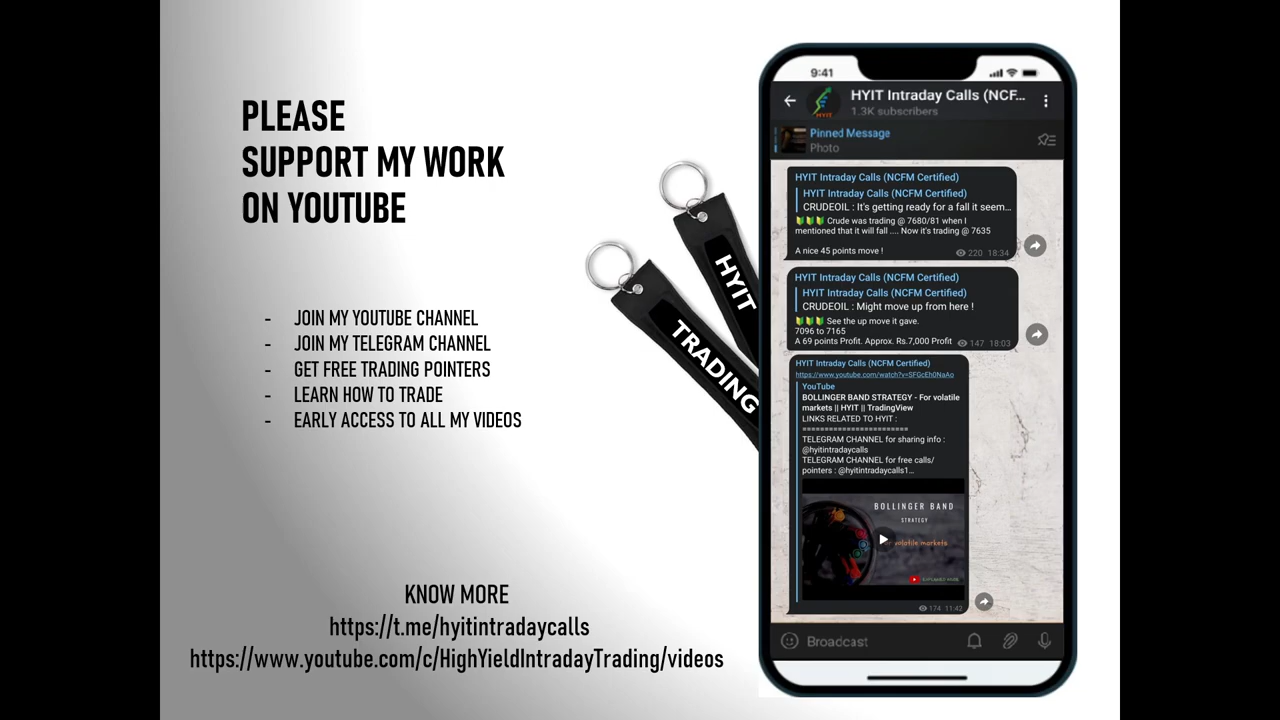 PLEASE
SUPPORT MY WORK
ON YOUTUBE
- JOIN MY YOUTUBE CHANNEL
- JOIN MY TELEGRAM CHANNEL
- GET FREE TRADING POINTERS
- LEARN HOW TO TRADE
- EARLY ACCESS TO ALL MY VIDEOS
KNOW MORE
https://t.me/hyitintradaycalls
https://www.youtube.com/c/HighYieldIntradayTrading/videos
HYIT
TRADING
9:41
HYIT Intraday Calls (NCF...
1.3K subscribers
HYIT
Pinned Message
Photo
HYIT Intraday Calls (NCFM Certified)
HYIT Intraday Calls (NCFM Certified)
CRUDEOIL : It's getting ready for a fall it seem...
Crude was trading @ 7680/81 when I
mentioned that it will fall .... Now it's trading @ 7635
A nice 45 points move !
220 18:34
HYIT Intraday Calls (NCFM Certified)
HYIT Intraday Calls (NCFM Certified)
CRUDEOIL : Might move up from here !
See the up move it gave.
7096 to 7165
A 69 points Profit. Approx. Rs.7,000 Profit
147 18:03
HYIT Intraday Calls (NCFM Certified)
https://www.youtube.com/watch?v=SFGcEh0NaAo
YouTube
BOLLINGER BAND STRATEGY - For volatile
markets || HYIT || TradingView
LINKS RELATED TO HYIT :
=======================
TELEGRAM CHANNEL for sharing info :
@hyitintradaycalls
TELEGRAM CHANNEL for free calls/
pointers : @hyitintradaycalls1...
BOLLINGER BAND
STRATEGY
volatile markets
174 11:42
Broadcast